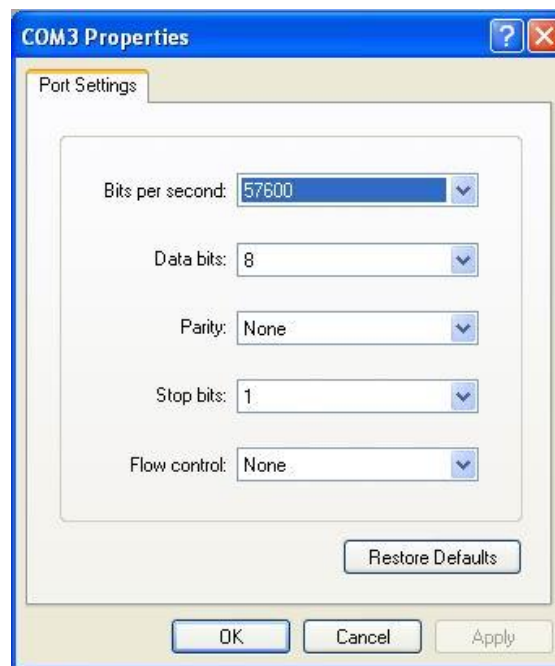 COM3 Properties
Port Settings
Bits per second: 57600
Data bits: 8
Parity: None
Stop bits: 1
Flow control: None
Restore Defaults
OK Cancel Apply